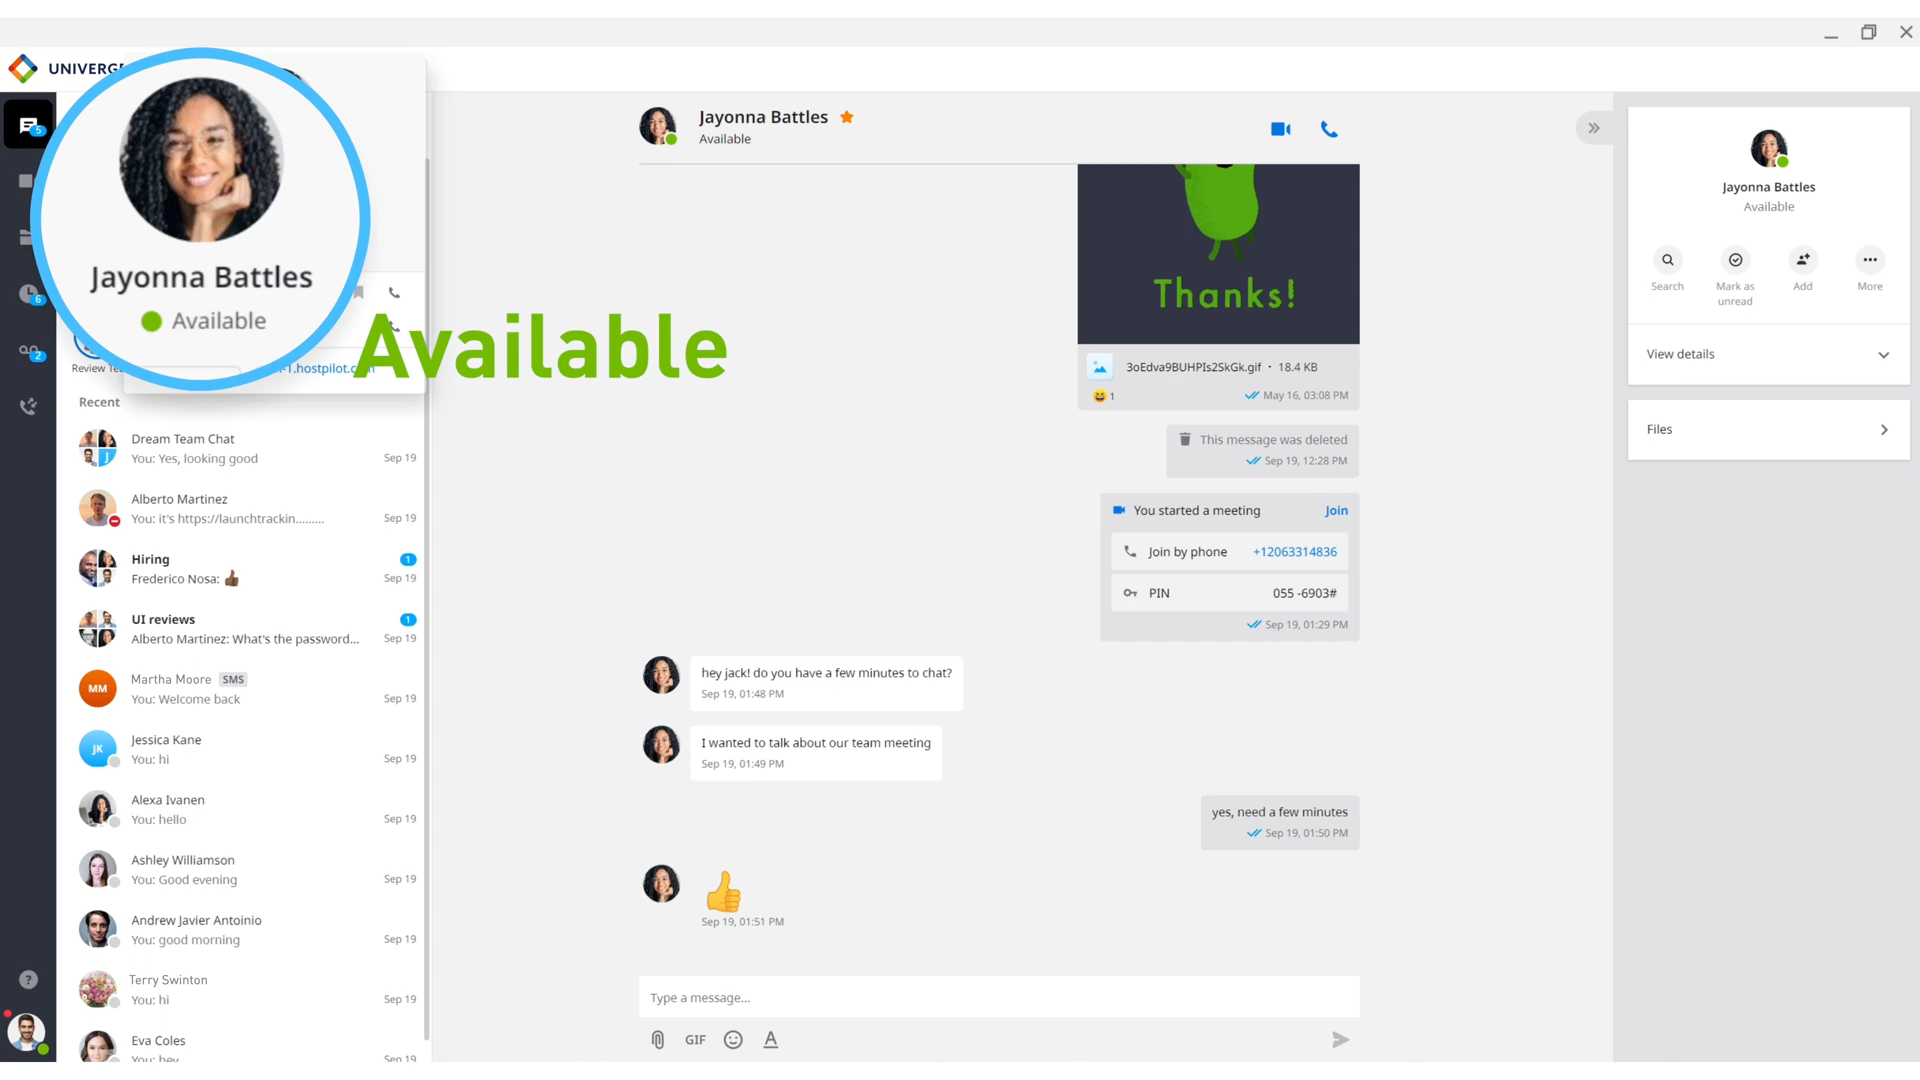 Jayonna Battles
Available
Available
5
6
2
Recent
Dream Team Chat
You: Yes, looking good
Sep 19
Alberto Martinez
You: it's https://launchtrackin.........
Sep 19
Hiring
1
Frederico Nosa:
Sep 19
UI reviews
1
Alberto Martinez: What's the password...
Sep 19
MM
Martha Moore SMS
You: Welcome back
Sep 19
JK
Jessica Kane
You: hi
Sep 19
Alexa Ivanen
You: hello
Sep 19
Ashley Williamson
You: Good evening
Sep 19
Andrew Javier Antoinio
You: good morning
Sep 19
Terry Swinton
You: hi
Sep 19
Eva Coles
You: hey
Sep 19
Jayonna Battles
Available
Thanks!
3oEdva9BUHPIs2SkGk.gif • 18.4 KB
1
May 16, 03:08 PM
This message was deleted
Sep 19, 12:28 PM
You started a meeting Join
Join by phone +12063314836
PIN 055 -6903#
Sep 19, 01:29 PM
hey jack! do you have a few minutes to chat?
Sep 19, 01:48 PM
I wanted to talk about our team meeting
Sep 19, 01:49 PM
yes, need a few minutes
Sep 19, 01:50 PM
Sep 19, 01:51 PM
Type a message...
GIF
Jayonna Battles
Available
Search
Mark as
unread
Add
More
View details
Files